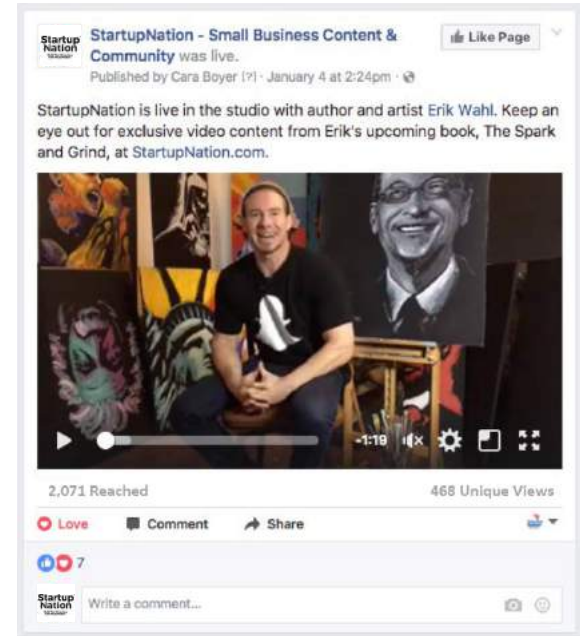 Startup
Nation
StartupNation - Small Business Content &
Community was live.
Like Page
Published by Cara Boyer [?] · January 4 at 2:24pm ·
StartupNation is live in the studio with author and artist Erik Wahl. Keep an
eye out for exclusive video content from Erik's upcoming book, The Spark
and Grind, at StartupNation.com.
-1:19
2,071 Reached
468 Unique Views
Love
Comment
Share
7
Startup
Nation
Write a comment...